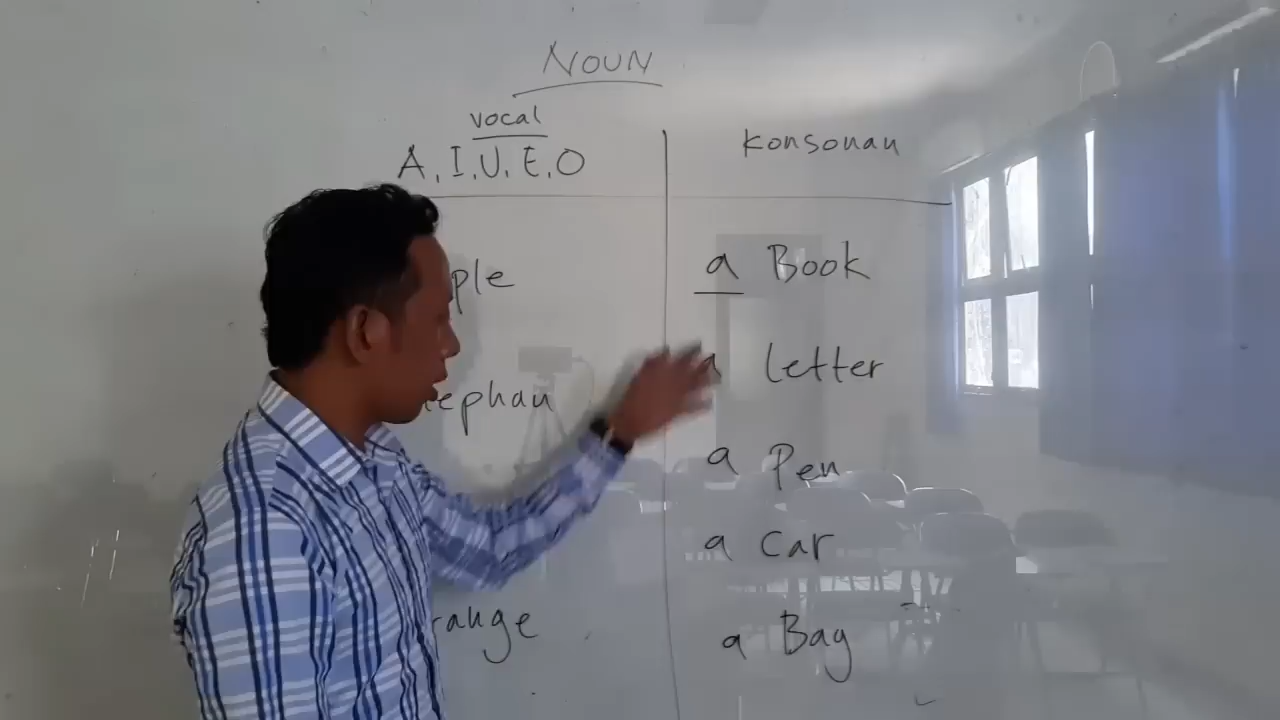 NOUN
vocal
A, I, U, E, O
Konsonan
ple
a Book
a letter
ephan
a Pen
a Car
range
a Bag